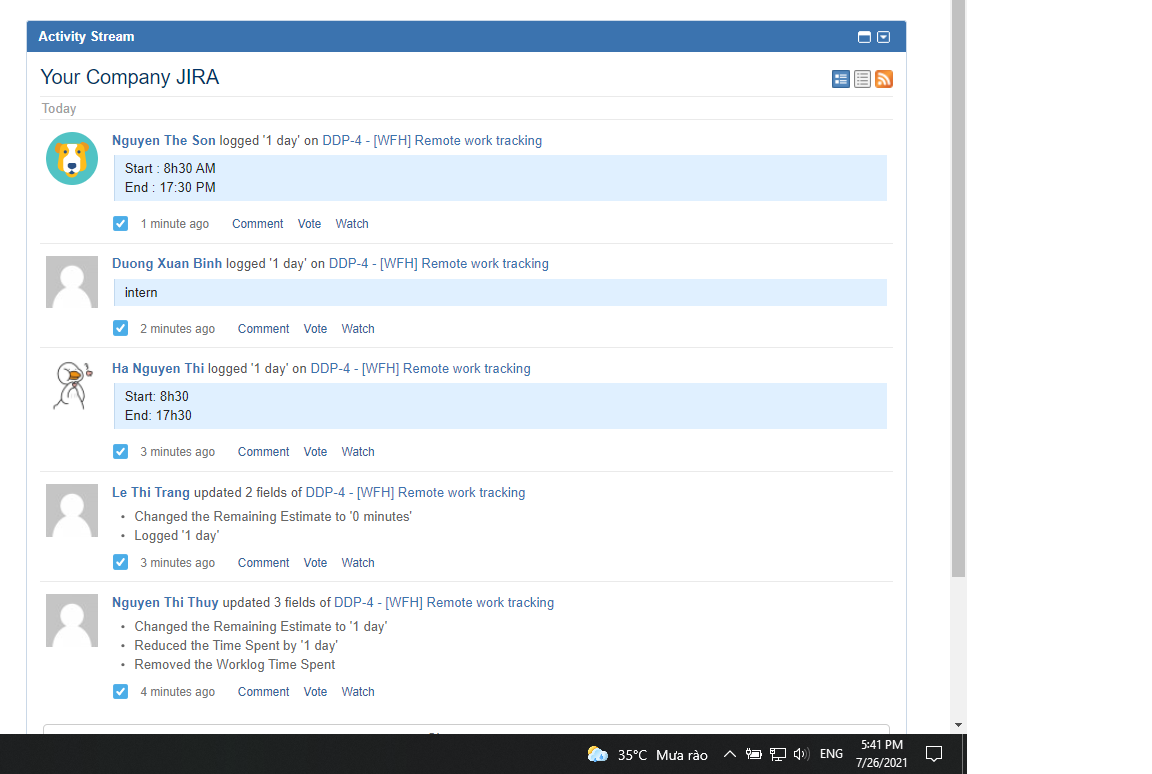 Activity Stream
Your Company JIRA
Today
Nguyen The Son logged '1 day' on DDP-4 - [WFH] Remote work tracking
Start : 8h30 AM
End : 17:30 PM
1 minute ago Comment Vote Watch
Duong Xuan Binh logged '1 day' on DDP-4 - [WFH] Remote work tracking
intern
2 minutes ago Comment Vote Watch
Ha Nguyen Thi logged '1 day' on DDP-4 - [WFH] Remote work tracking
Start: 8h30
End: 17h30
3 minutes ago Comment Vote Watch
Le Thi Trang updated 2 fields of DDP-4 - [WFH] Remote work tracking
• Changed the Remaining Estimate to '0 minutes'
• Logged '1 day'
3 minutes ago Comment Vote Watch
Nguyen Thi Thuy updated 3 fields of DDP-4 - [WFH] Remote work tracking
• Changed the Remaining Estimate to '1 day'
• Reduced the Time Spent by '1 day'
• Removed the Worklog Time Spent
4 minutes ago Comment Vote Watch
35°C Mưa rào ENG 5:41 PM
7/26/2021